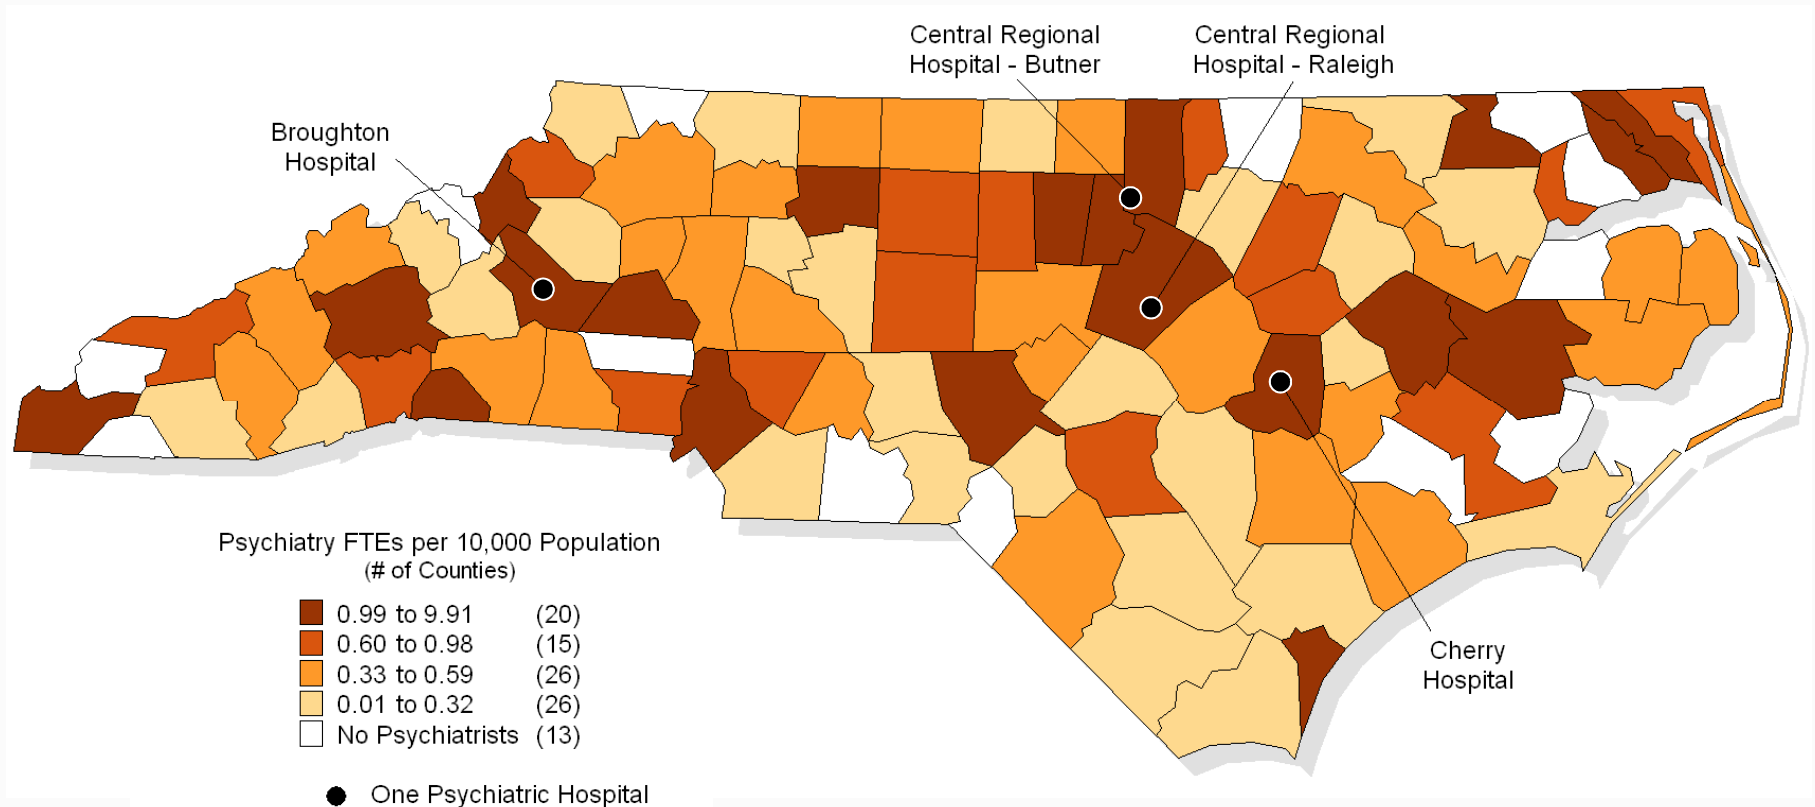 Central Regional
Hospital - Butner
Central Regional
Hospital - Raleigh
Broughton
Hospital
Psychiatry FTEs per 10,000 Population
(# of Counties)
0.99 to 9.91 (20)
0.60 to 0.98 (15)
0.33 to 0.59 (26)
0.01 to 0.32 (26)
No Psychiatrists (13)
One Psychiatric Hospital
Cherry
Hospital